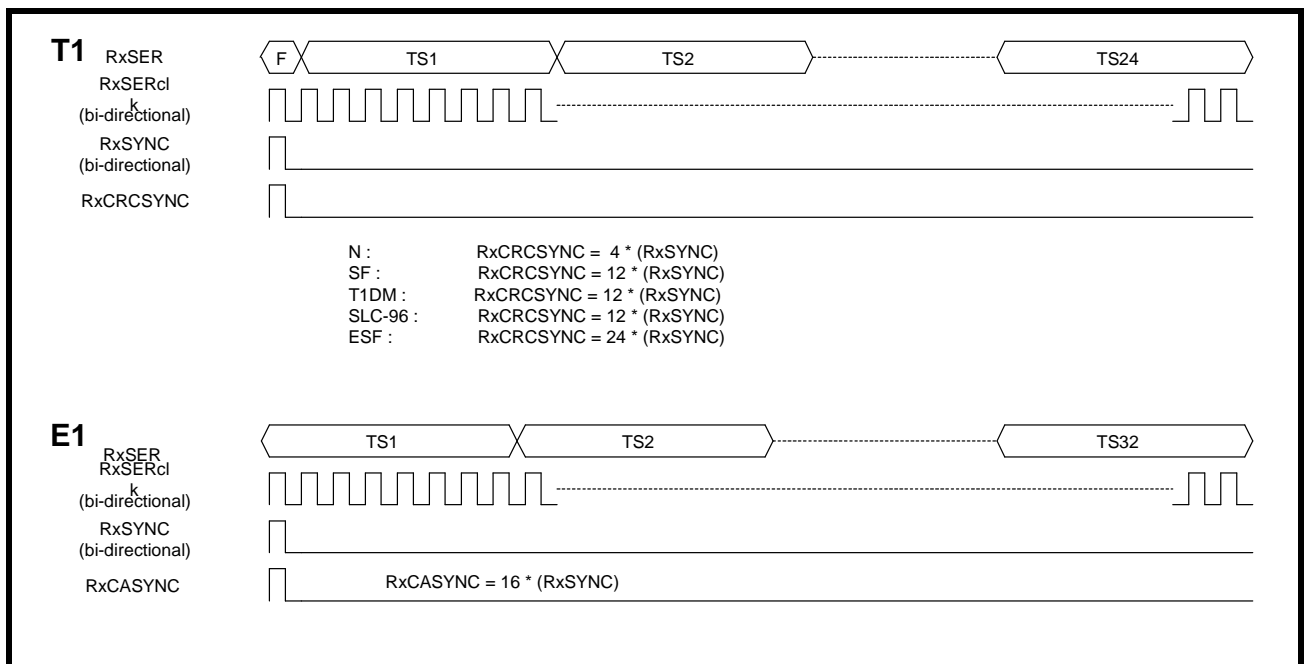 T1
RxSER
F
TS1
TS2
TS24
RxSERcl
k
(bi-directional)
RxSYNC
(bi-directional)
RxCRCSYNC
N : RxCRCSYNC = 4 * (RxSYNC)
SF : RxCRCSYNC = 12 * (RxSYNC)
T1DM : RxCRCSYNC = 12 * (RxSYNC)
SLC-96 : RxCRCSYNC = 12 * (RxSYNC)
ESF : RxCRCSYNC = 24 * (RxSYNC)
E1
RxSER
TS1
TS2
TS32
RxSERcl
k
(bi-directional)
RxSYNC
(bi-directional)
RxCASYNC
RxCASYNC = 16 * (RxSYNC)